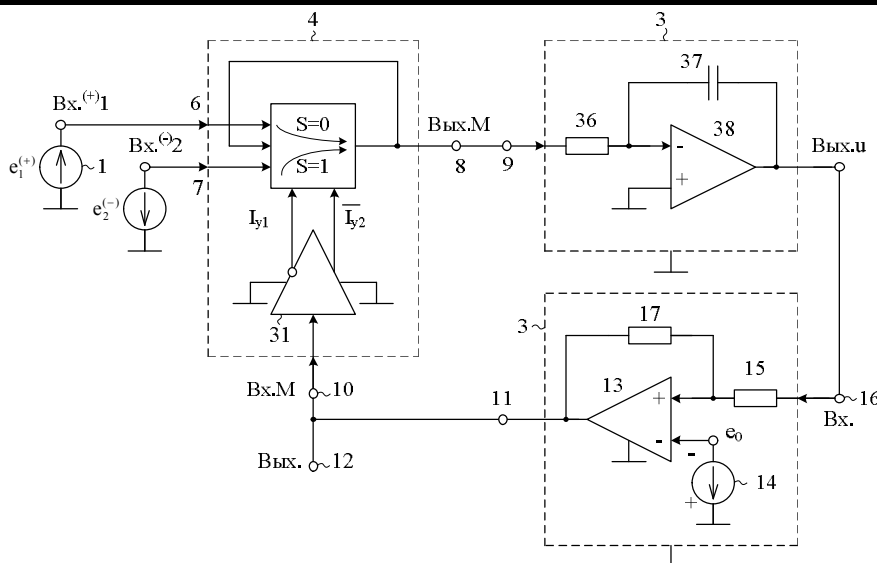 4
3
37
Вх.(+)1
6
S=0
36
38
Вых.М
Вх.(-)2
-
Вых.u
e1(+)
1
S=1
8
9
+
7
e2(-)
Iy1
Iy2
31
3
17
15
13
Вх.М
10
11
+
16
e0
Вх.
-
-
Вых.
12
14
+